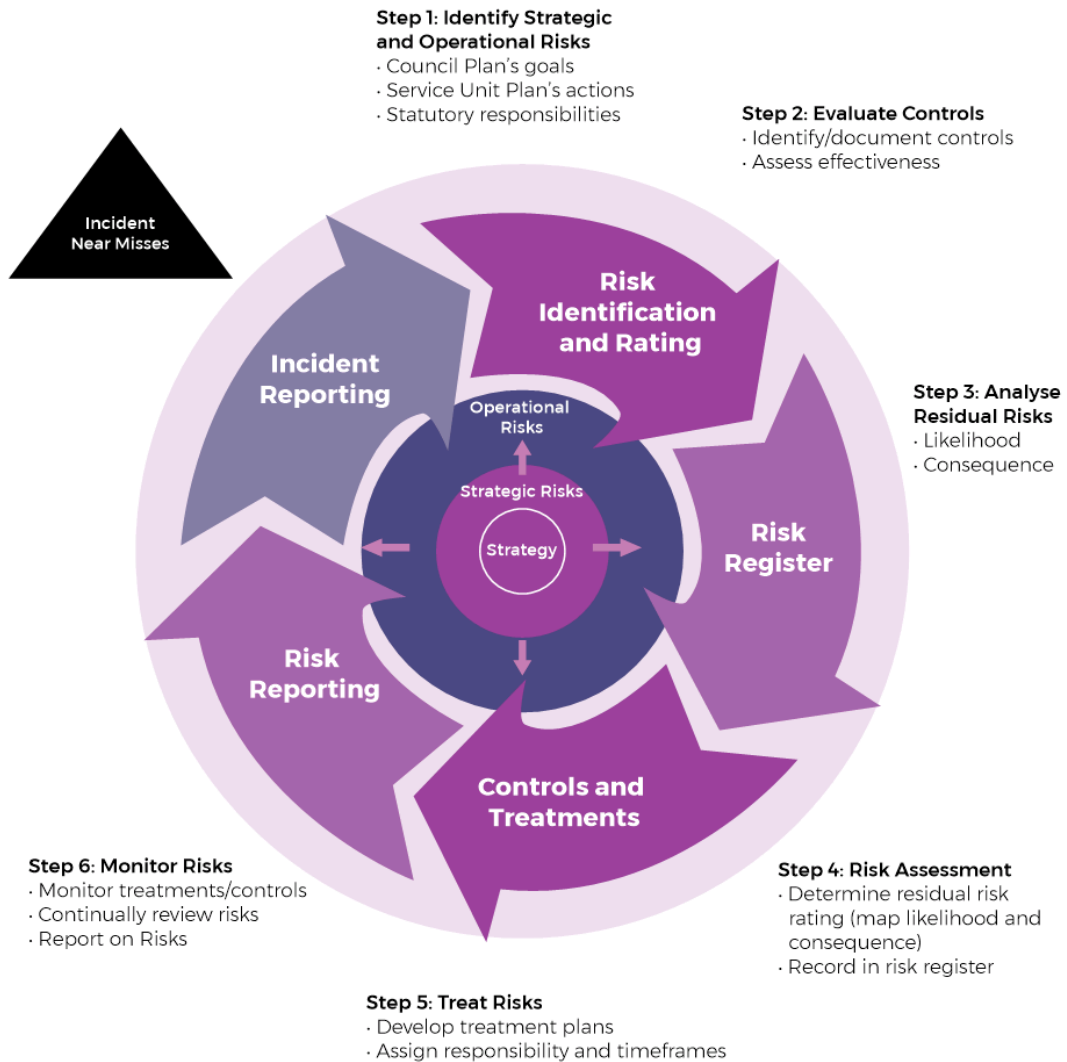 Step 1: Identify Strategic
and Operational Risks
· Council Plan's goals
· Service Unit Plan's actions
· Statutory responsibilities
Step 2: Evaluate Controls
· Identify/document controls
· Assess effectiveness
Incident
Near Misses
Risk
Identification
and Rating
Incident
Reporting
Step 3: Analyse
Residual Risks
· Likelihood
· Consequence
Operational
Risks
Strategic Risks
Strategy
Risk
Register
Risk
Reporting
Controls and
Treatments
Step 4: Risk Assessment
· Determine residual risk
rating (map likelihood and
consequence)
· Record in risk register
Step 5: Treat Risks
· Develop treatment plans
· Assign responsibility and timeframes
Step 6: Monitor Risks
· Monitor treatments/controls
· Continually review risks
· Report on Risks